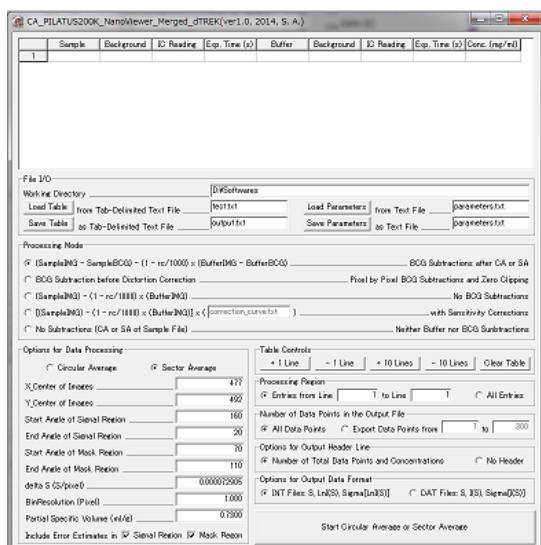 CA_PILATUS200K_NanoViewer_Merged_dTREK(ver1.0, 2014, S. A.)
Sample Background IC Reading Exp. Time (s) Buffer Background IC Reading Exp. Time (s) Conc. (mg/ml)
1
File I/O
Working Directory D:¥Softwares
Load Table from Tab-Delimited Text File test.txt Load Parameters from Text File parameters.txt
Save Table as Tab-Delimited Text File output.txt Save Parameters as Text File parameters.txt
Processing Mode
(SampleIMG - SampleBCG) - (1 - rc/1000) x (BufferIMG - BufferBCG) BCG Subtractions after CA or SA
BCG Subtraction before Distortion Correction Pixel by Pixel BCG Subtractions and Zero Clipping
(SampleIMG) - (1 - rc/1000) x (BufferIMG) No BCG Subtractions
[(SampleIMG) - (1 - rc/1000) x (BufferIMG)] x ( correction_curve.txt ) with Sensitivity Corrections
No Subtractions (CA or SA of Sample File) Neither Buffer nor BCG Sunbtractions
Options for Data Processing
Circular Average Sector Average
X_Center of Images 477
Y_Center of Images 492
Start Angle of Signal Region 160
End Angle of Signal Region 20
Start Angle of Mask Region 70
End Angle of Mask Region 110
delta S (S/pixel) 0.000072905
BinResolution (Pixel) 1.000
Partial Specific Volume (ml/g) 0.7300
Include Error Estimates in Signal Region Mask Region
Table Controls
+ 1 Line - 1 Line + 10 Lines - 10 Lines Clear Table
Processing Region
Entries from Line 1 to Line 1 All Entries
Number of Data Points in the Output File
All Data Points Export Data Points from 1 to 300
Options for Output Header Line
Number of Total Data Points and Concentrations No Header
Options for Output Data Format
INT Files: S, Ln[I(S)], Sigma[LnI(S)] DAT Files: S, I(S), Sigma[I(S)]
Start Circular Average or Sector Average